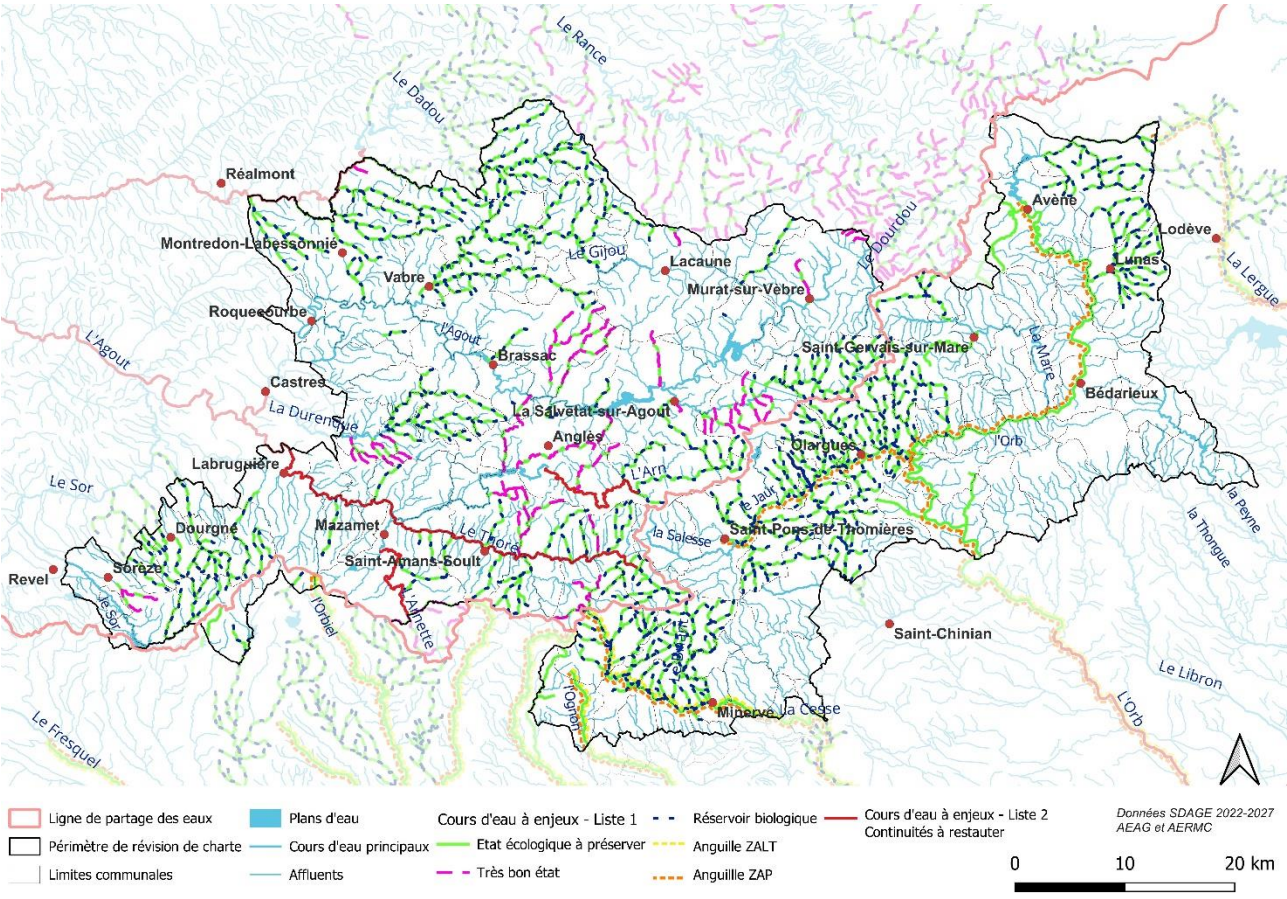 Le Rance
Le Dadou
Réalmont
Avène
Montredon-Labessonnié
Lodève
Le Gijou
Le Dourdou
Lacaune
Lunas
La Lergue
Vabre
Murat-sur-Vèbre
Roquecourbe
l'Agout
Saint-Gervais-sur-Mare
La Mare
L'Agout
Brassac
Castres
Bédarieux
La Salvetat-sur-Agout
La Durenque
Anglès
Olargues
l'Orb
Labruguière
L'Arn
Le Sor
le Jaur
la Peyne
Dourgne
Mazamet
Le Thoré
la Salesse
Saint-Pons-de-Thomières
la Thongue
Saint-Amans-Soult
Revel
Sorèze
le Sor
l'Orbiel
L'Arnette
Saint-Chinian
Le Libron
l'Ognon
Minerve
La Cesse
L'Orb
Le Fresquel
Ligne de partage des eaux
Périmètre de révision de charte
Limites communales
Plans d'eau
Cours d'eau principaux
Affluents
Cours d'eau à enjeux - Liste 1
Etat écologique à préserver
Très bon état
Réservoir biologique
Anguille ZALT
Anguillle ZAP
Cours d'eau à enjeux - Liste 2
Continuités à restaurer
Données SDAGE 2022-2027
AEAG et AERMC
0 10 20 km